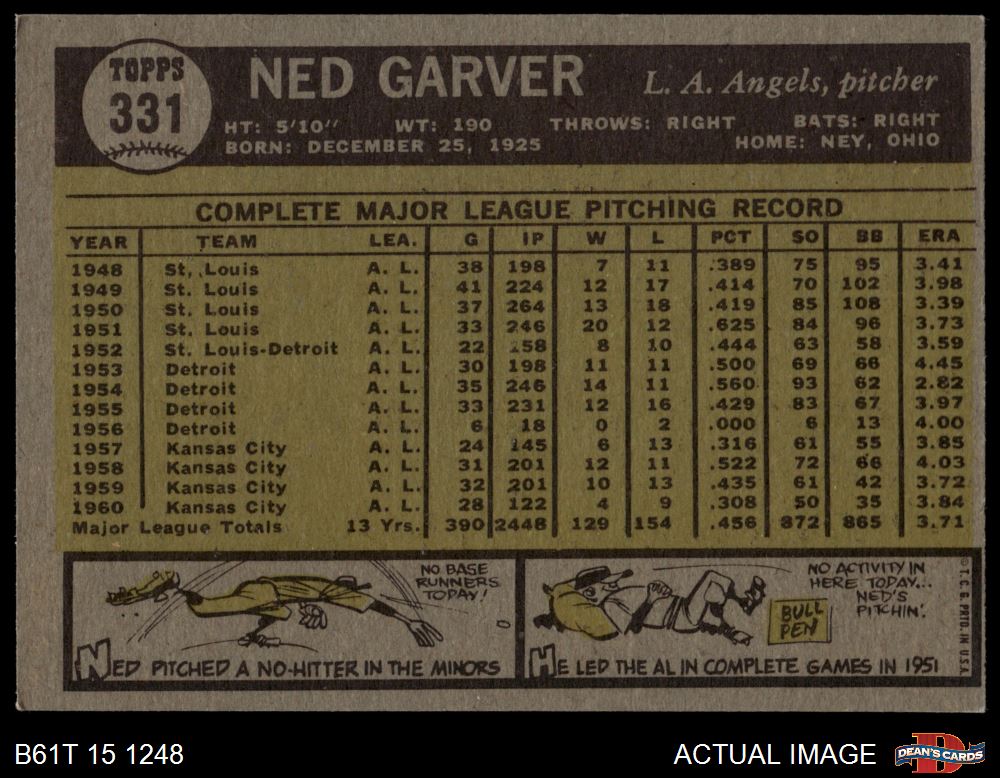 TOPPS
331
NED GARVER
L. A. Angels, pitcher
HT: 5'10" WT: 190 THROWS: RIGHT BATS: RIGHT
BORN: DECEMBER 25, 1925 HOME: NEY, OHIO
COMPLETE MAJOR LEAGUE PITCHING RECORD
YEAR TEAM LEA. G IP W L PCT SO BB ERA
1948 St. Louis A. L. 38 198 7 11 .389 75 95 3.41
1949 St. Louis A. L. 41 224 12 17 .414 70 102 3.98
1950 St. Louis A. L. 37 264 13 18 .419 85 108 3.39
1951 St. Louis A. L. 33 246 20 12 .625 84 96 3.73
1952 St. Louis-Detroit A. L. 22 158 8 10 .444 63 58 3.59
1953 Detroit A. L. 30 198 11 11 .500 69 66 4.45
1954 Detroit A. L. 35 246 14 11 .560 93 62 2.82
1955 Detroit A. L. 33 231 12 16 .429 83 67 3.97
1956 Detroit A. L. 6 18 0 2 .000 6 13 4.00
1957 Kansas City A. L. 24 145 6 13 .316 61 55 3.85
1958 Kansas City A. L. 31 201 12 11 .522 72 66 4.03
1959 Kansas City A. L. 32 201 10 13 .435 61 42 3.72
1960 Kansas City A. L. 28 122 4 9 .308 50 35 3.84
Major League Totals 13 Yrs. 390 2448 129 154 .456 872 865 3.71
NO BASE
RUNNERS
TODAY!
NED PITCHED A NO-HITTER IN THE MINORS
NO ACTIVITY IN
HERE TODAY...
NED'S
PITCHIN'.
BULL
PEN
HE LED THE AL IN COMPLETE GAMES IN 1951
© T. C. G. PRTD. IN U.S.A.
B61T 15 1248
ACTUAL IMAGE
DEAN'S CARDS